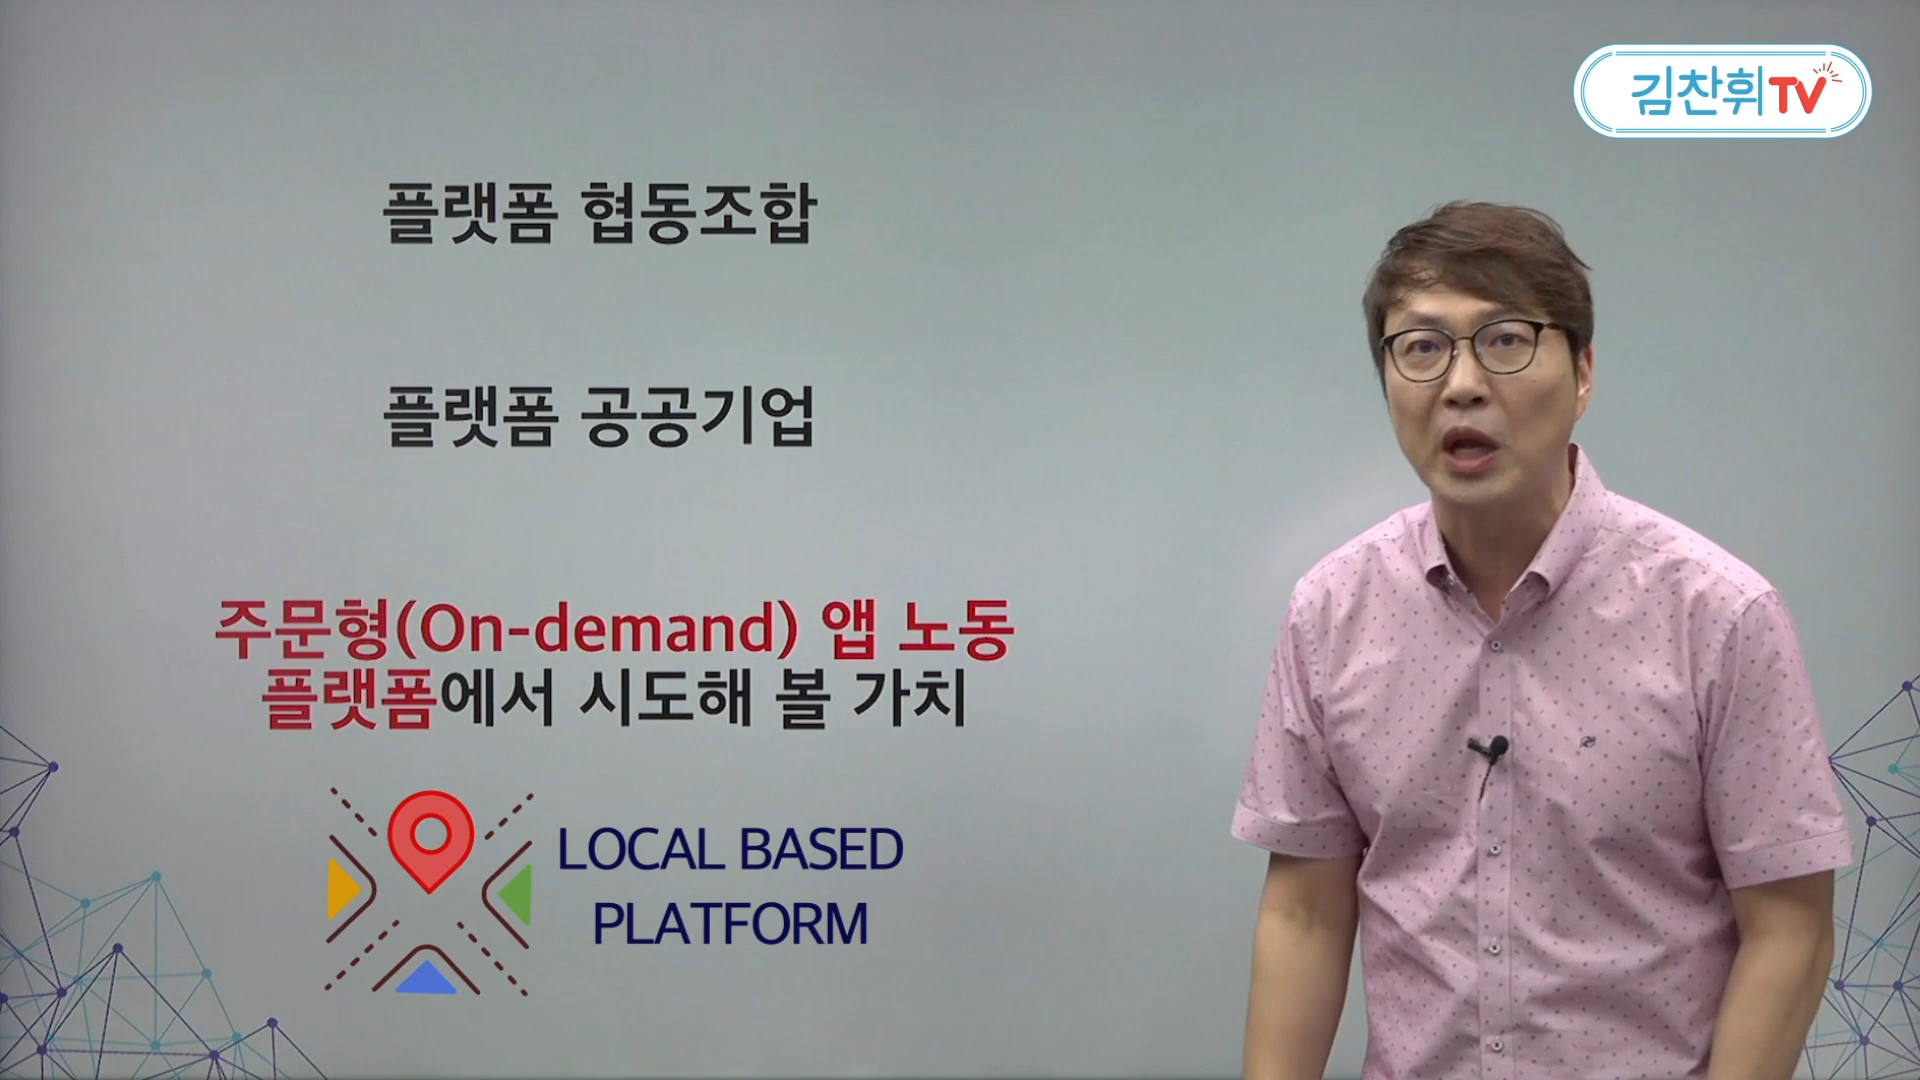 김찬휘TV
플랫폼 협동조합
플랫폼 공공기업
주문형(On-demand) 앱 노동
플랫폼에서 시도해 볼 가치
LOCAL BASED
PLATFORM